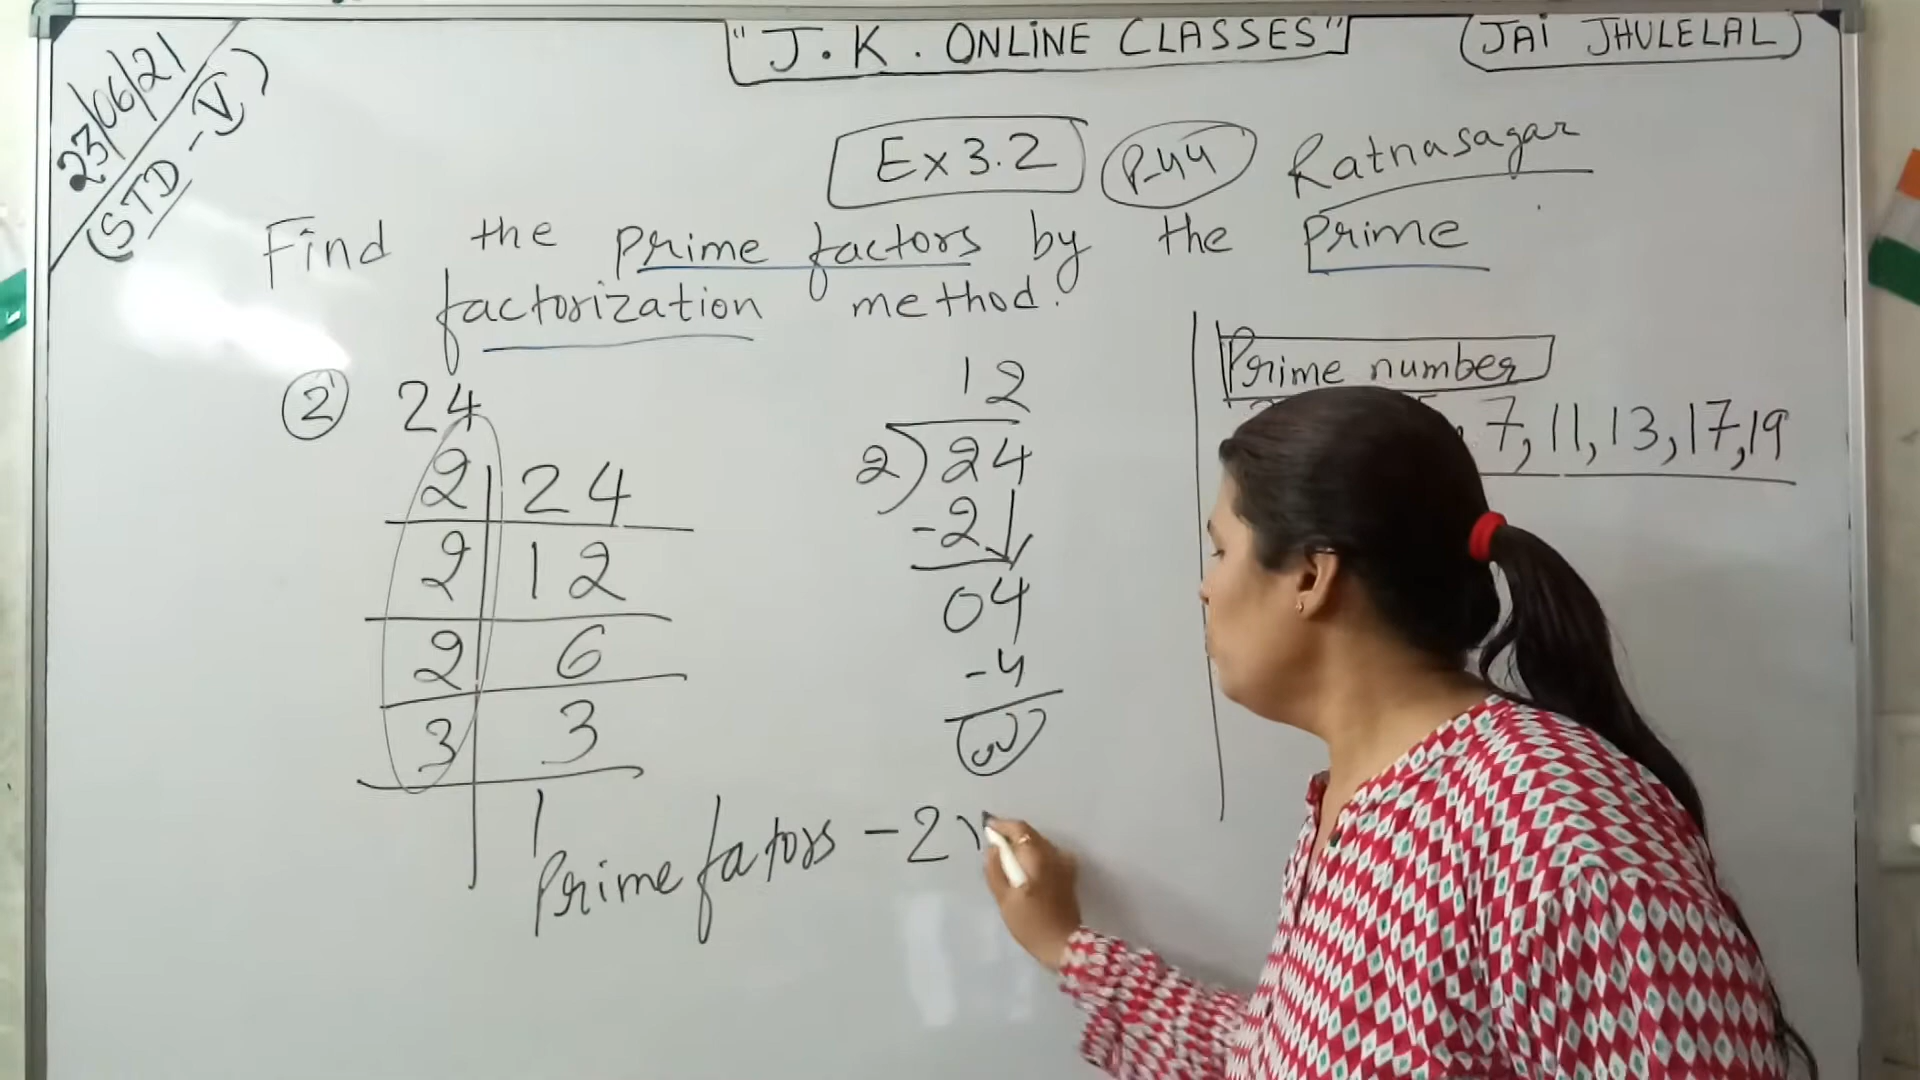 23/06/21
(STD-V)
"J.K. ONLINE CLASSES"
(JAI JHULELAL)
Ex 3.2
P-44
Ratnasagar
Find the prime factors by the Prime
factorization method.
2 24
2 24
2 12
2 6
3 3
1
12
2) 24
-2
04
-4
00
Prime number
7, 11, 13, 17, 19
Prime factors - 2